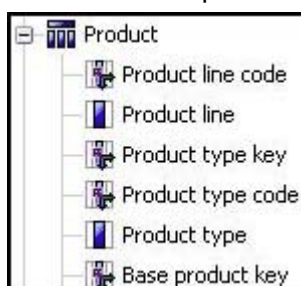 Product
Product line code
Product line
Product type key
Product type code
Product type
Base product key